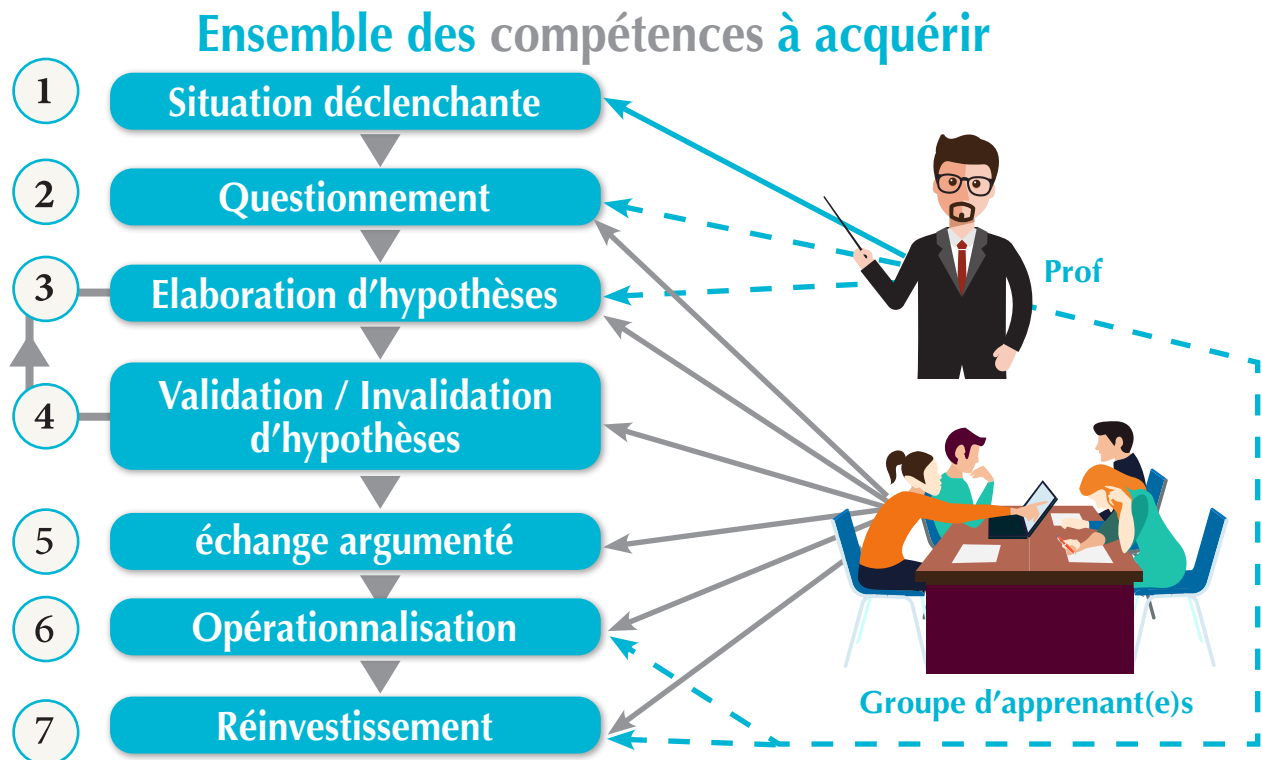 Ensemble des compétences à acquérir
1
Situation déclenchante
2
Questionnement
3
Elaboration d'hypothèses
Prof
4
Validation / Invalidation
d'hypothèses
5
échange argumenté
6
Opérationnalisation
Groupe d'apprenant(e)s
7
Réinvestissement